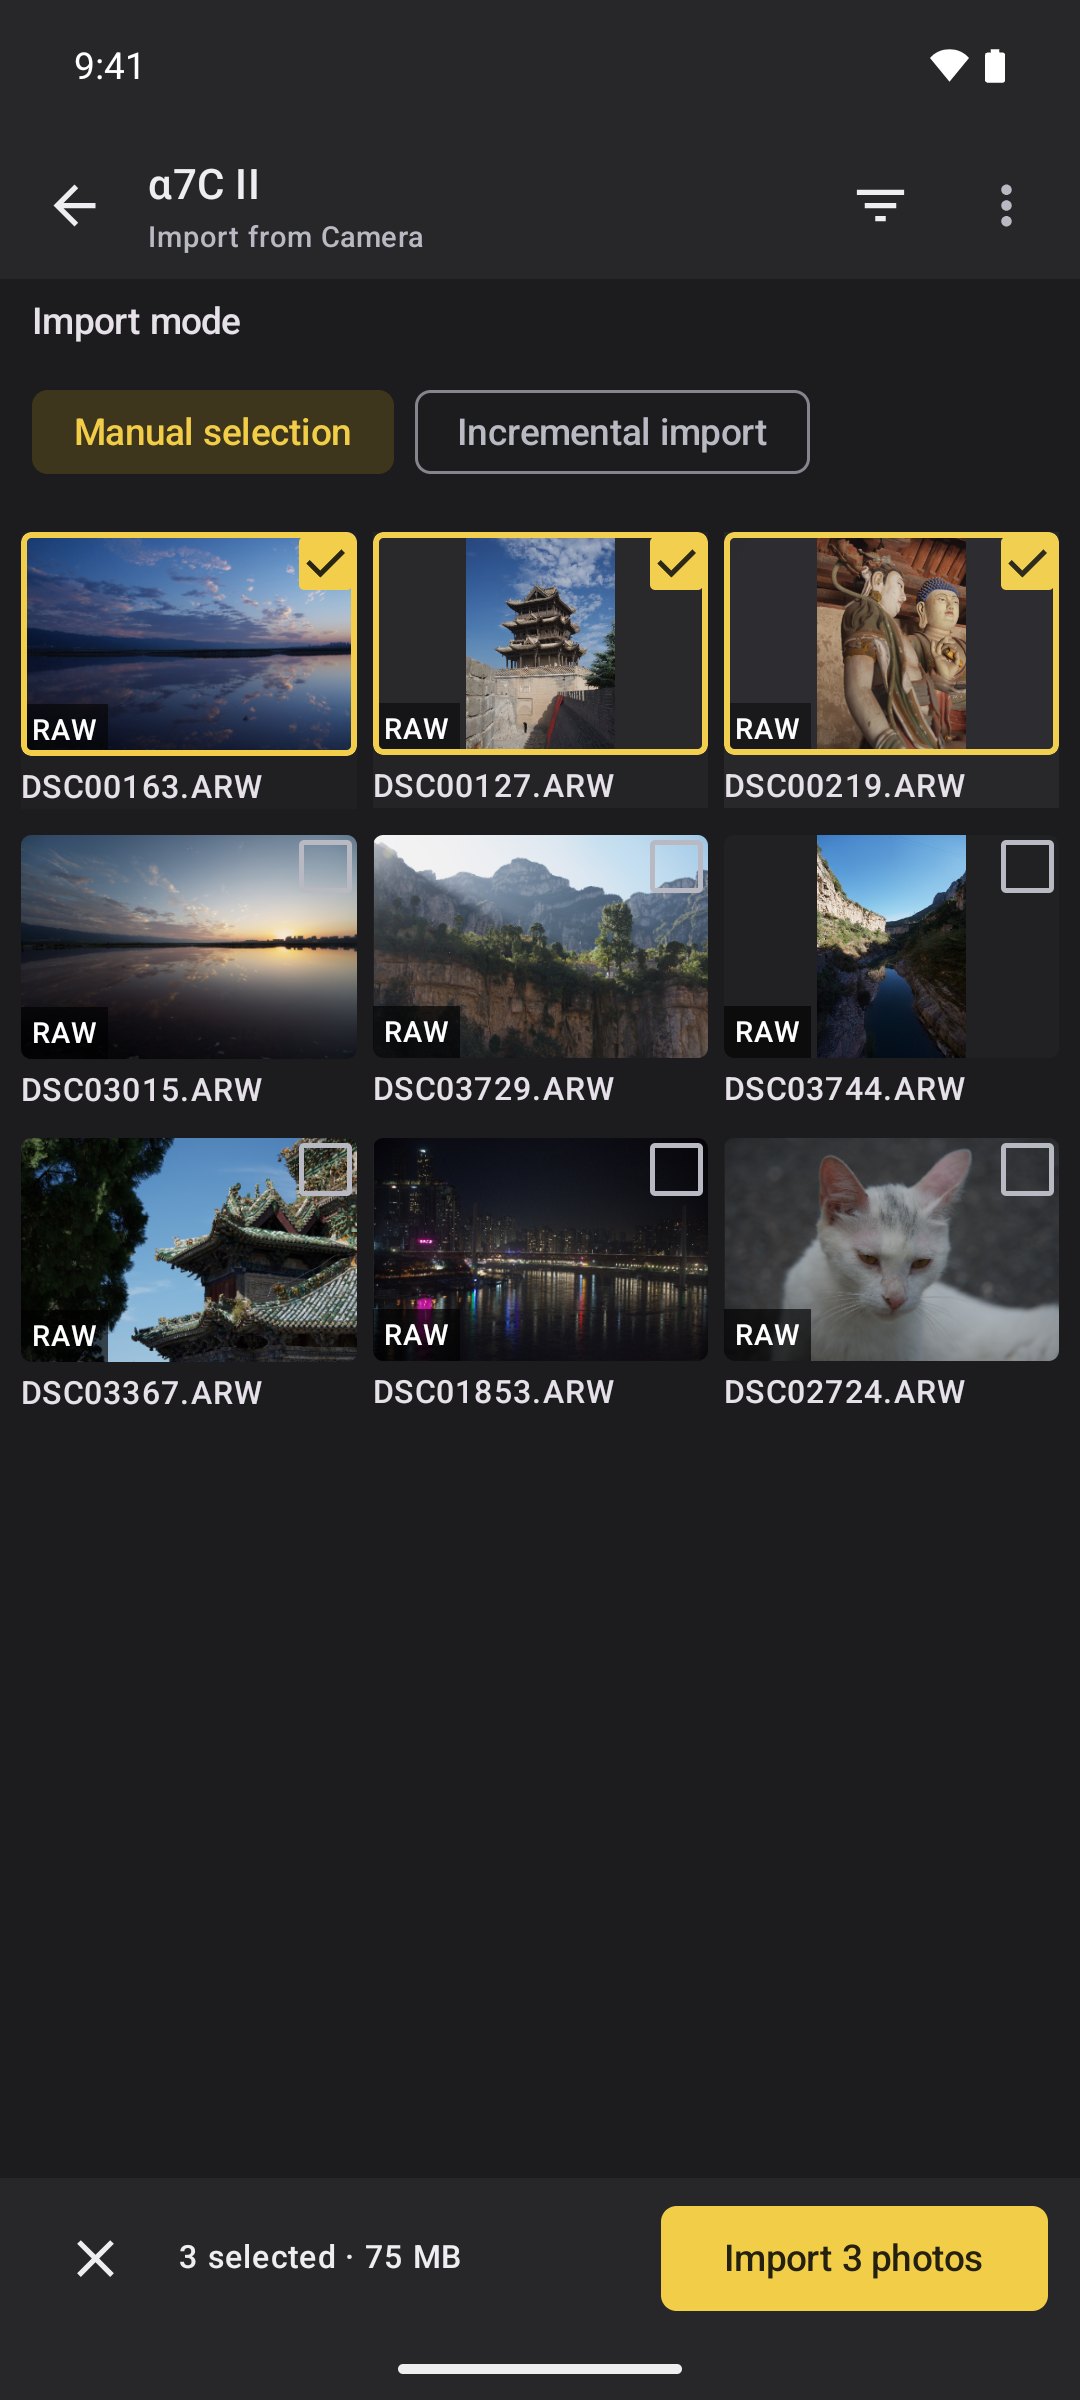 9:41
α7C II
Import from Camera
Import mode
Manual selection
Incremental import
RAW
RAW
RAW
DSC00163.ARW
DSC00127.ARW
DSC00219.ARW
RAW
RAW
RAW
DSC03015.ARW
DSC03729.ARW
DSC03744.ARW
RAW
RAW
RAW
DSC03367.ARW
DSC01853.ARW
DSC02724.ARW
3 selected · 75 MB
Import 3 photos